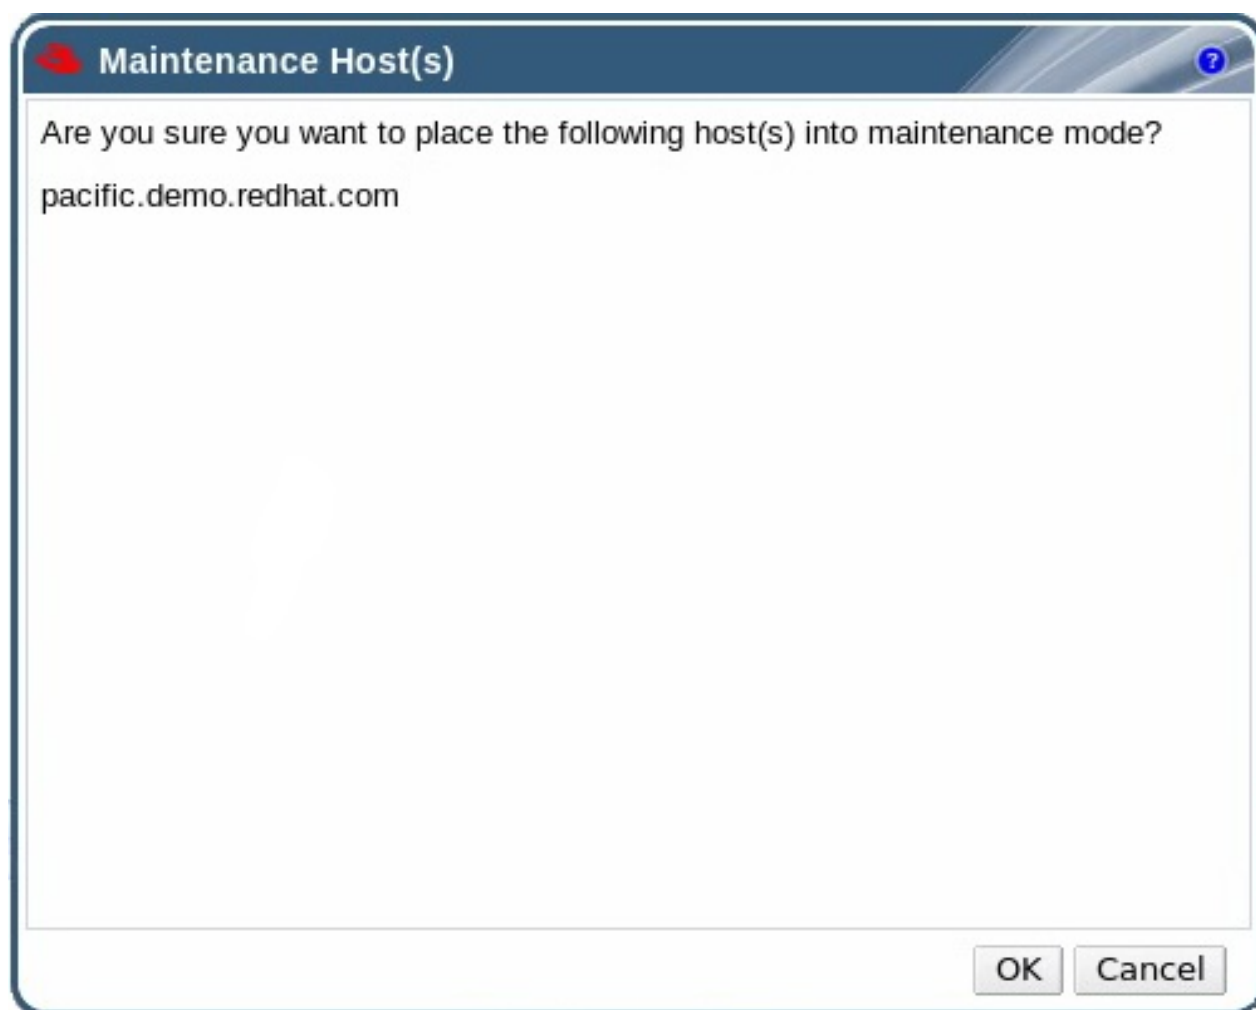 Maintenance Host(s)
?
Are you sure you want to place the following host(s) into maintenance mode?
pacific.demo.redhat.com
OK
Cancel